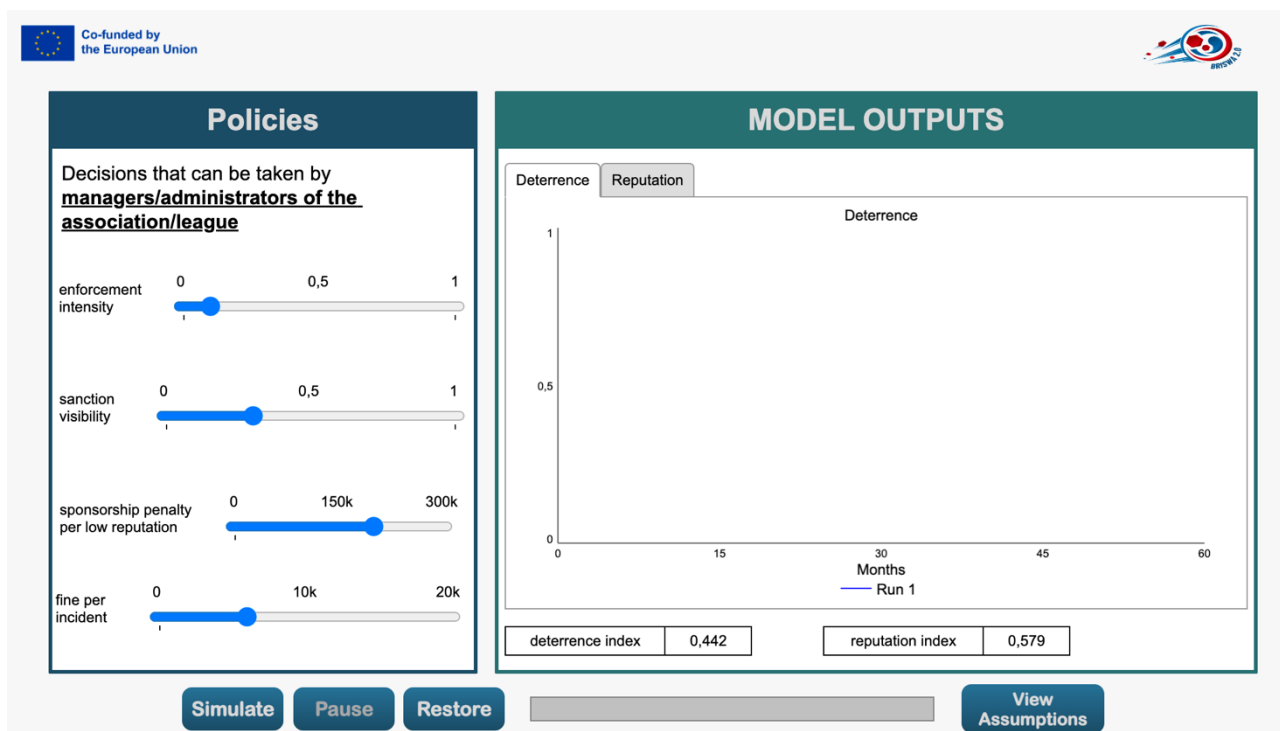 Co-funded by
the European Union
BRISWA 2.0
Policies
Decisions that can be taken by
managers/administrators of the
association/league
enforcement
intensity
0 0,5 1
sanction
visibility
0 0,5 1
sponsorship penalty
per low reputation
0 150k 300k
fine per
incident
0 10k 20k
MODEL OUTPUTS
Deterrence Reputation
Deterrence
1
0,5
0
0 15 30 45 60
Months
Run 1
deterrence index 0,442 reputation index 0,579
Simulate Pause Restore
View
Assumptions